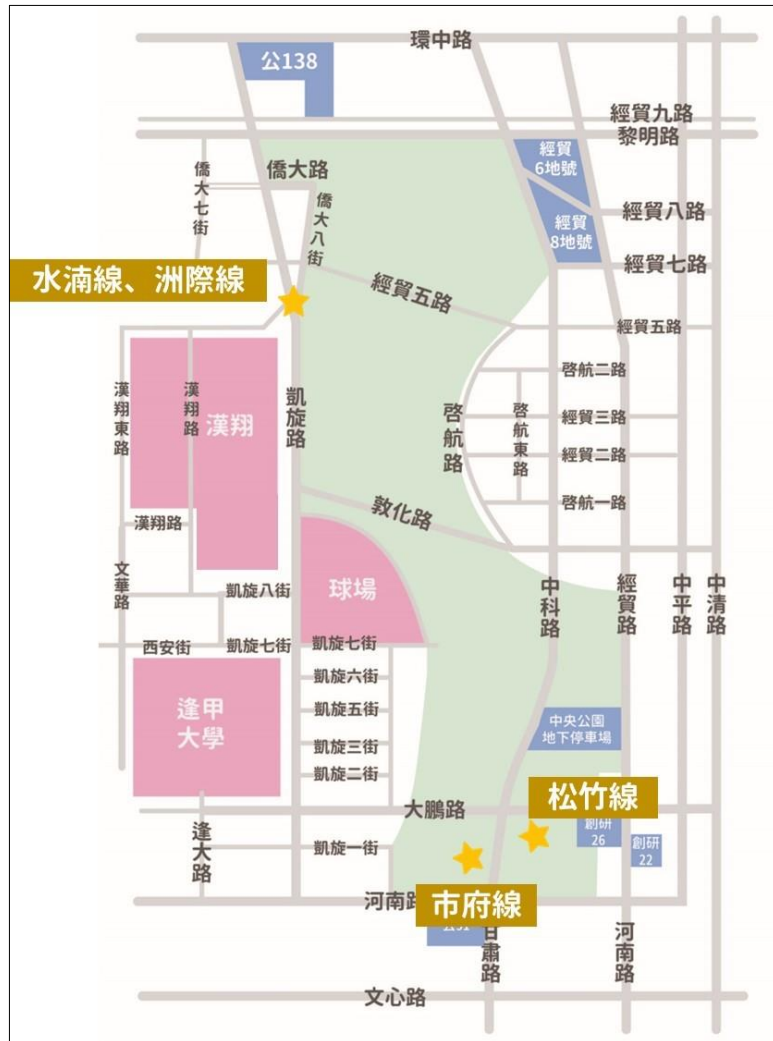 環中路
公138
經貿九路
黎明路
經貿
6地號
僑大路
僑大七街
僑大八街
經貿八路
經貿
8地號
經貿七路
水湳線、洲際線
經貿五路
經貿五路
漢翔東路
漢翔路
漢翔
凱旋路
啓航路
啓航東路
啓航二路
經貿三路
經貿二路
啓航一路
敦化路
漢翔路
文華路
凱旋八街
球場
中科路
經貿路
中平路
中清路
西安街
凱旋七街
凱旋七街
凱旋六街
逢甲
大學
凱旋五街
中央公園
地下停車場
凱旋三街
凱旋二街
松竹線
大鵬路
創研
26
逢大路
凱旋一街
創研
22
河南路
市府線
甘肅路
河南路
文心路